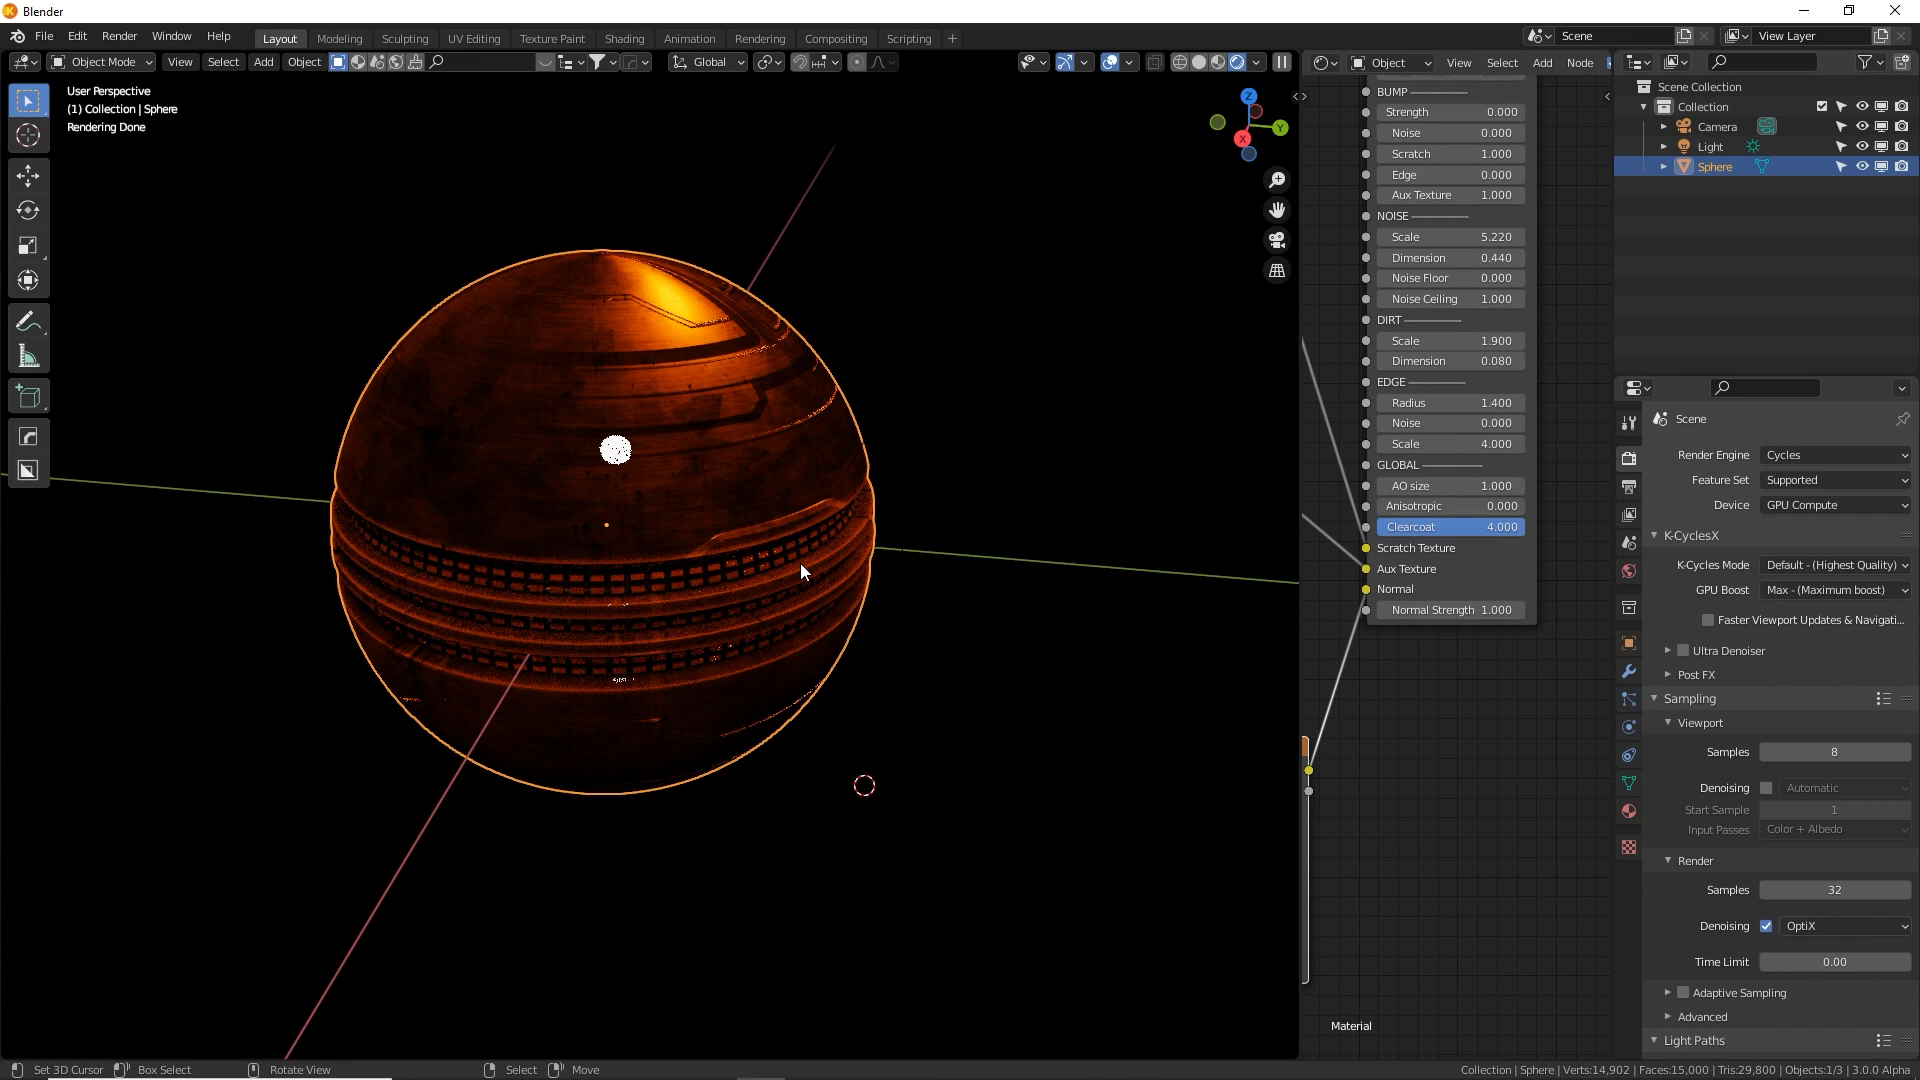 Blender
File Edit Render Window Help
Layout Modeling Sculpting UV Editing Texture Paint Shading Animation Rendering Compositing Scripting +
Scene
View Layer
Object Mode View Select Add Object
Global
Object View Select Add Node
User Perspective
(1) Collection | Sphere
Rendering Done
Z
Y
X
BUMP
Strength 0.000
Noise 0.000
Scratch 1.000
Edge 0.000
Aux Texture 1.000
NOISE
Scale 5.220
Dimension 0.440
Noise Floor 0.000
Noise Ceiling 1.000
DIRT
Scale 1.900
Dimension 0.080
EDGE
Radius 1.400
Noise 0.000
Scale 4.000
GLOBAL
AO size 1.000
Anisotropic 0.000
Clearcoat 4.000
Scratch Texture
Aux Texture
Normal
Normal Strength 1.000
Material
Scene Collection
Collection
Camera
Light
Sphere
Scene
Render Engine Cycles
Feature Set Supported
Device GPU Compute
K-CyclesX
K-Cycles Mode Default - (Highest Quality)
GPU Boost Max - (Maximum boost)
Faster Viewport Updates & Navigati...
Ultra Denoiser
Post FX
Sampling
Viewport
Samples 8
Denoising Automatic
Start Sample 1
Input Passes Color + Albedo
Render
Samples 32
Denoising OptiX
Time Limit 0.00
Adaptive Sampling
Advanced
Light Paths
Set 3D Cursor Box Select Rotate View Select Move
Collection | Sphere | Verts:14,902 | Faces:15,000 | Tris:29,800 | Objects:1/3 | 3.0.0 Alpha